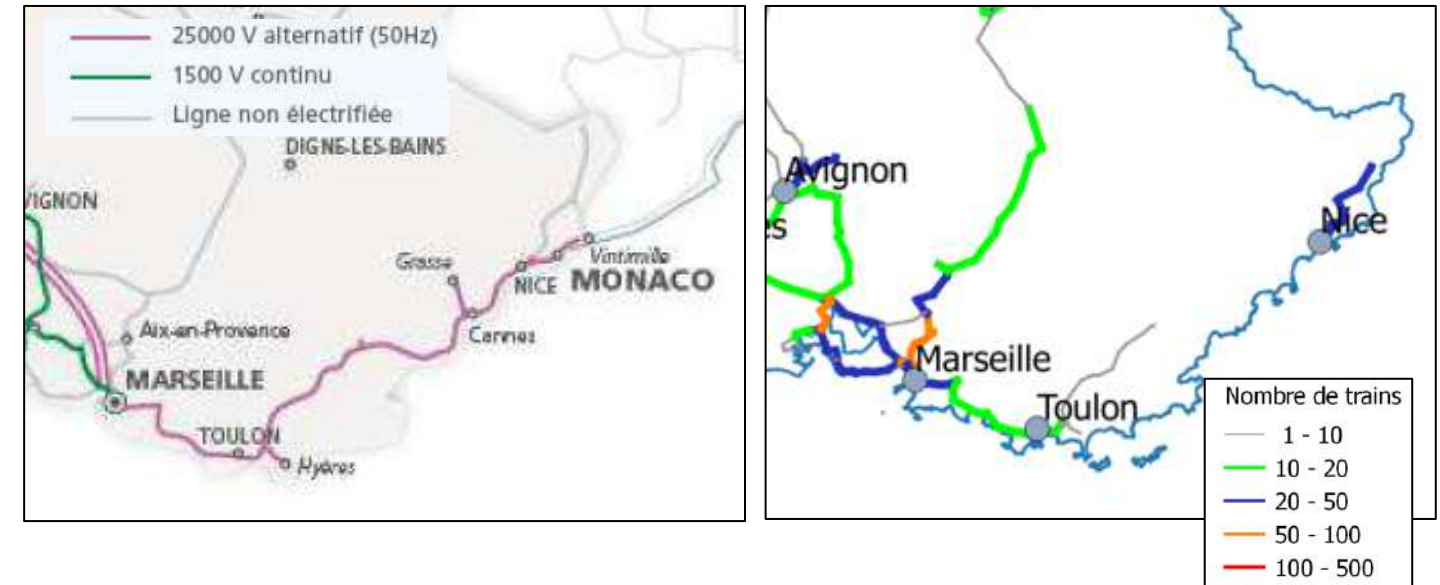 25000 V alternatif (50Hz)
1500 V continu
Ligne non électrifiée
DIGNE-LES-BAINS
VIGNON
Grasse
Vintimille
NICE
MONACO
Cannes
Aix-en-Provence
MARSEILLE
TOULON
Hyères
Avignon
es
Nice
Marseille
Toulon
Nombre de trains
1 - 10
10 - 20
20 - 50
50 - 100
100 - 500